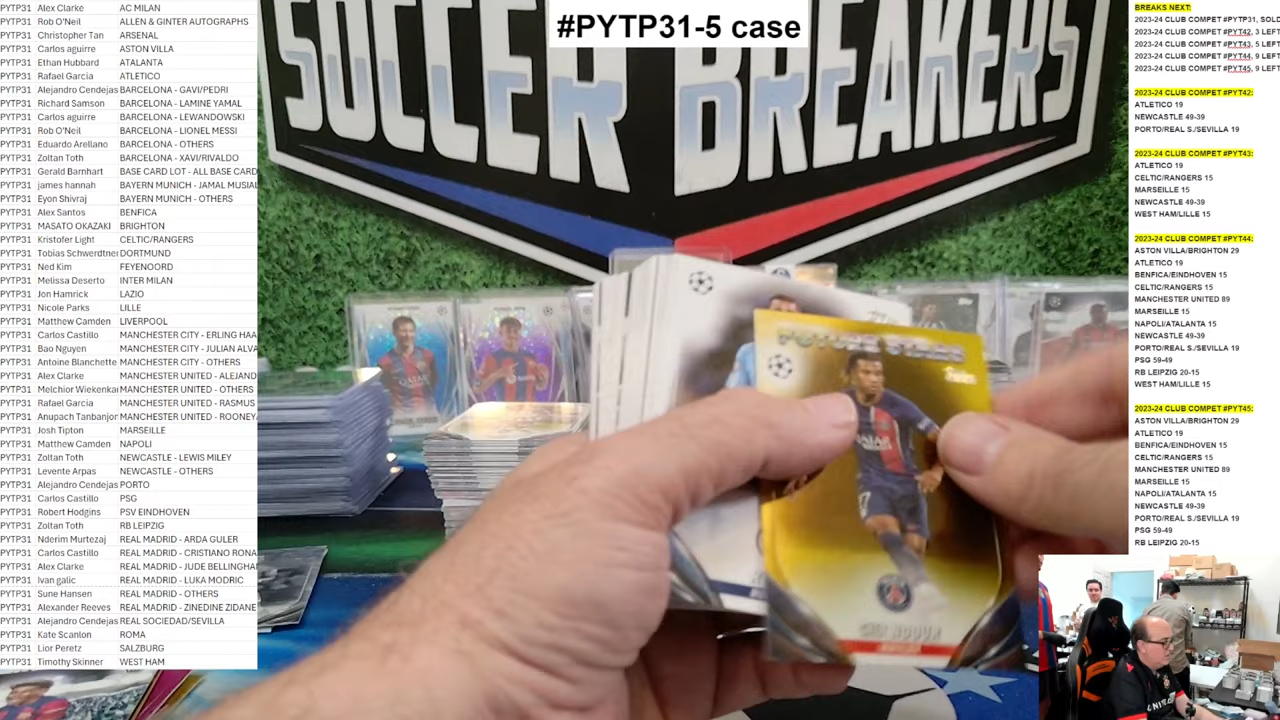 #PYTP31-5 case
SOCCER BREAKERS
PYTP31 Alex Clarke AC MILAN
PYTP31 Rob O'Neil ALLEN & GINTER AUTOGRAPHS
PYTP31 Christopher Tan ARSENAL
PYTP31 Carlos aguirre ASTON VILLA
PYTP31 Ethan Hubbard ATALANTA
PYTP31 Rafael Garcia ATLETICO
PYTP31 Alejandro Cendejas BARCELONA - GAVI/PEDRI
PYTP31 Richard Samson BARCELONA - LAMINE YAMAL
PYTP31 Carlos aguirre BARCELONA - LEWANDOWSKI
PYTP31 Rob O'Neil BARCELONA - LIONEL MESSI
PYTP31 Eduardo Arellano BARCELONA - OTHERS
PYTP31 Zoltan Toth BARCELONA - XAVI/RIVALDO
PYTP31 Gerald Barnhart BASE CARD LOT - ALL BASE CARD
PYTP31 james hannah BAYERN MUNICH - JAMAL MUSIAL
PYTP31 Eyon Shivraj BAYERN MUNICH - OTHERS
PYTP31 Alex Santos BENFICA
PYTP31 MASATO OKAZAKI BRIGHTON
PYTP31 Kristofer Light CELTIC/RANGERS
PYTP31 Tobias Schwerdtner DORTMUND
PYTP31 Ned Kim FEYENOORD
PYTP31 Melissa Deserto INTER MILAN
PYTP31 Jon Hamrick LAZIO
PYTP31 Nicole Parks LILLE
PYTP31 Matthew Camden LIVERPOOL
PYTP31 Carlos Castillo MANCHESTER CITY - ERLING HAA
PYTP31 Bao Nguyen MANCHESTER CITY - JULIAN ALVA
PYTP31 Antoine Blanchette MANCHESTER CITY - OTHERS
PYTP31 Alex Clarke MANCHESTER UNITED - ALEJAND
PYTP31 Melchior Wiekenkar MANCHESTER UNITED - OTHERS
PYTP31 Rafael Garcia MANCHESTER UNITED - RASMUS
PYTP31 Anupach Tanbanjor MANCHESTER UNITED - ROONEY
PYTP31 Josh Tipton MARSEILLE
PYTP31 Matthew Camden NAPOLI
PYTP31 Zoltan Toth NEWCASTLE - LEWIS MILEY
PYTP31 Levente Arpas NEWCASTLE - OTHERS
PYTP31 Alejandro Cendejas PORTO
PYTP31 Carlos Castillo PSG
PYTP31 Robert Hodgins PSV EINDHOVEN
PYTP31 Zoltan Toth RB LEIPZIG
PYTP31 Nderim Murtezaj REAL MADRID - ARDA GULER
PYTP31 Carlos Castillo REAL MADRID - CRISTIANO RONA
PYTP31 Alex Clarke REAL MADRID - JUDE BELLINGHA
PYTP31 Ivan galic REAL MADRID - LUKA MODRIC
PYTP31 Sune Hansen REAL MADRID - OTHERS
PYTP31 Alexander Reeves REAL MADRID - ZINEDINE ZIDANE
PYTP31 Alejandro Cendejas REAL SOCIEDAD/SEVILLA
PYTP31 Kate Scanlon ROMA
PYTP31 Lior Peretz SALZBURG
PYTP31 Timothy Skinner WEST HAM
BREAKS NEXT:
2023-24 CLUB COMPET #PYTP31, SOLD
2023-24 CLUB COMPET #PYT42, 3 LEFT
2023-24 CLUB COMPET #PYT43, 5 LEFT
2023-24 CLUB COMPET #PYT44, 9 LEFT
2023-24 CLUB COMPET #PYT45, 9 LEFT
2023-24 CLUB COMPET #PYT42:
ATLETICO 19
NEWCASTLE 49-39
PORTO/REAL S./SEVILLA 19
2023-24 CLUB COMPET #PYT43:
ATLETICO 19
CELTIC/RANGERS 15
MARSEILLE 15
NEWCASTLE 49-39
WEST HAM/LILLE 15
2023-24 CLUB COMPET #PYT44:
ASTON VILLA/BRIGHTON 29
ATLETICO 19
BENFICA/EINDHOVEN 15
CELTIC/RANGERS 15
MANCHESTER UNITED 89
MARSEILLE 15
NAPOLI/ATALANTA 15
NEWCASTLE 49-39
PORTO/REAL S./SEVILLA 19
PSG 59-49
RB LEIPZIG 20-15
WEST HAM/LILLE 15
2023-24 CLUB COMPET #PYT45:
ASTON VILLA/BRIGHTON 29
ATLETICO 19
BENFICA/EINDHOVEN 15
CELTIC/RANGERS 15
MANCHESTER UNITED 89
MARSEILLE 15
NAPOLI/ATALANTA 15
NEWCASTLE 49-39
PORTO/REAL S./SEVILLA 19
PSG 59-49
RB LEIPZIG 20-15